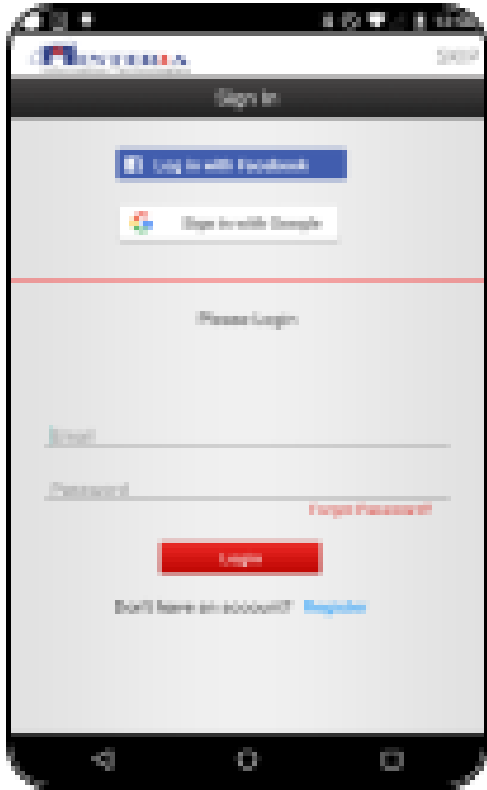 SKIP
Sign In
Log in with Facebook
Sign in with Google
Please Login
Email
Password
Forgot Password?
Login
Don't have an account? Register